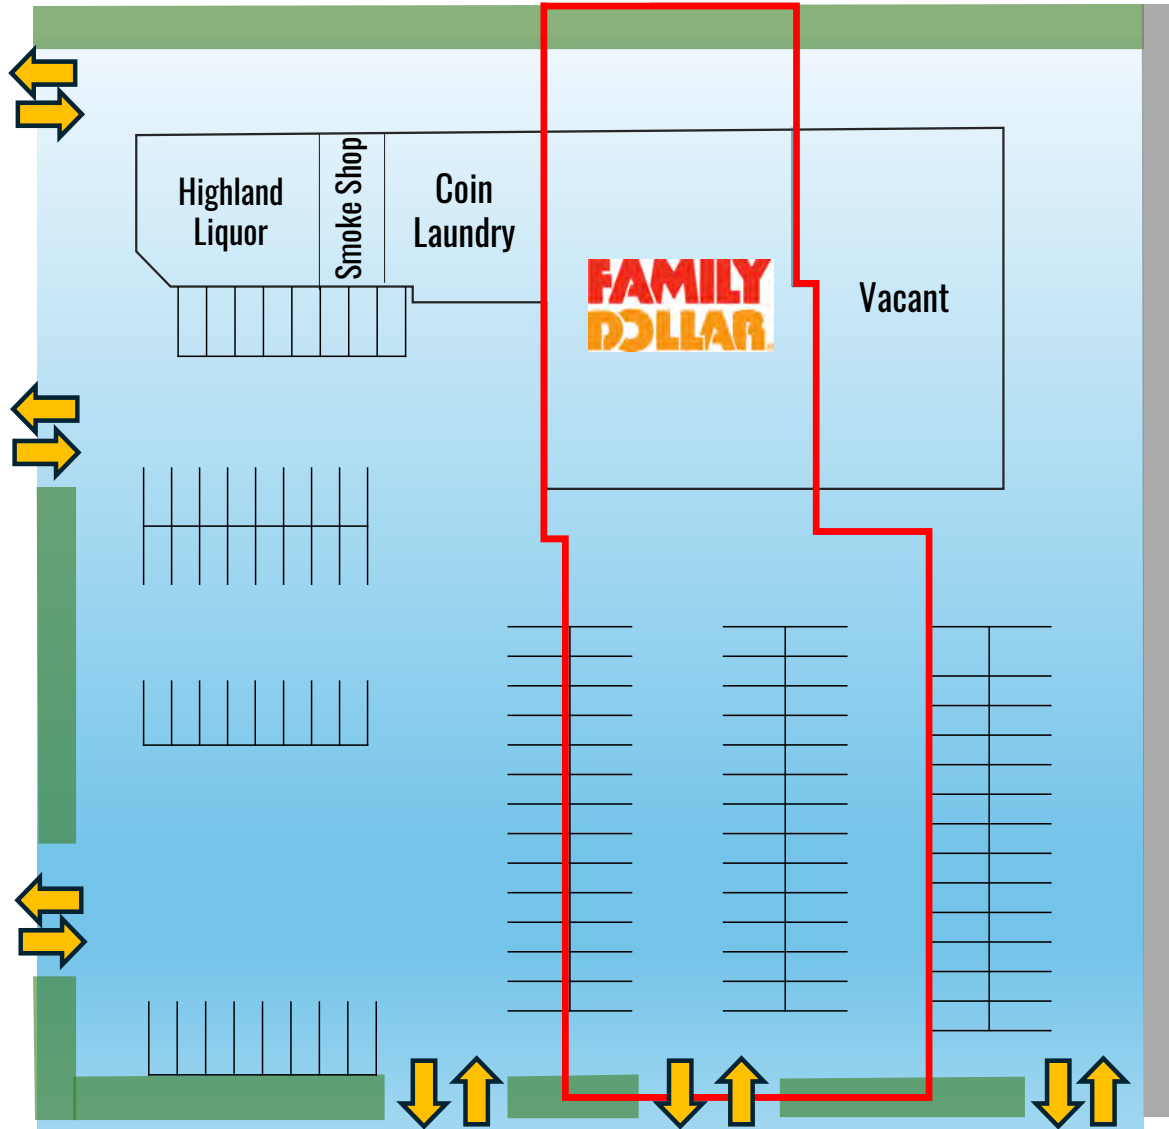 Highland
Liquor
Smoke Shop
Coin
Laundry
FAMILY
DOLLAR
Vacant